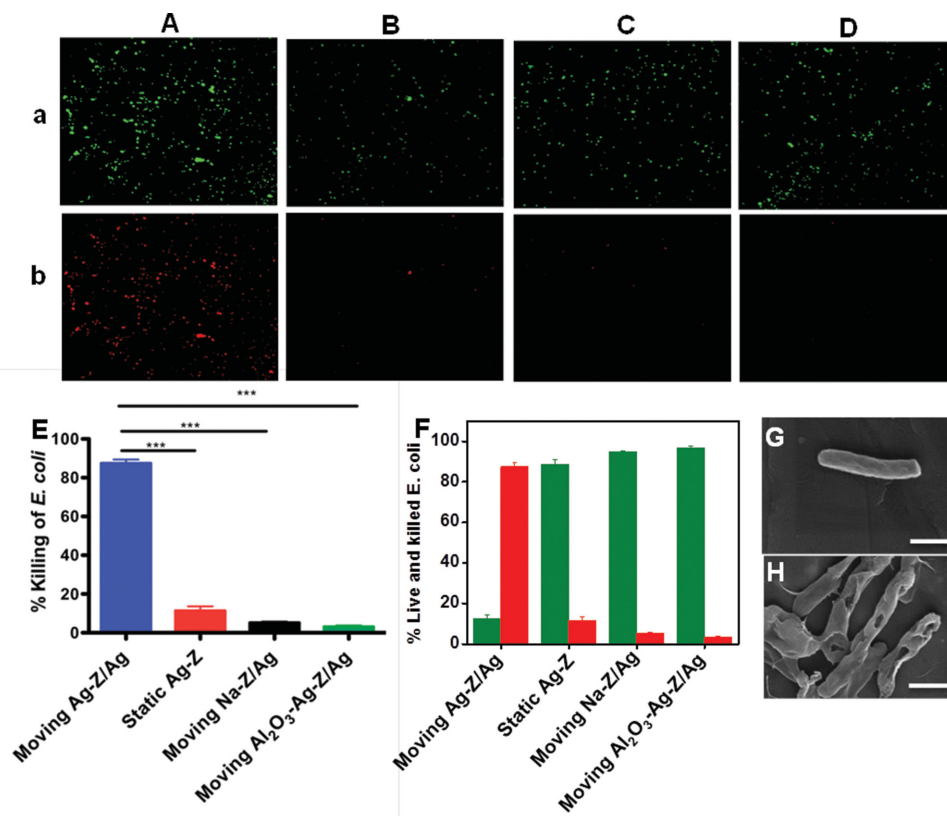 A
B
C
D
a
b
***
***
***
E
% Killing of E. coli
100
80
60
40
20
0
Moving Ag-Z/Ag
Static Ag-Z
Moving Na-Z/Ag
Moving Al₂O₃-Ag-Z/Ag
F
% Live and killed E. coli
100
80
60
40
20
0
Moving Ag-Z/Ag
Static Ag-Z
Moving Na-Z/Ag
Moving Al₂O₃-Ag-Z/Ag
G
H